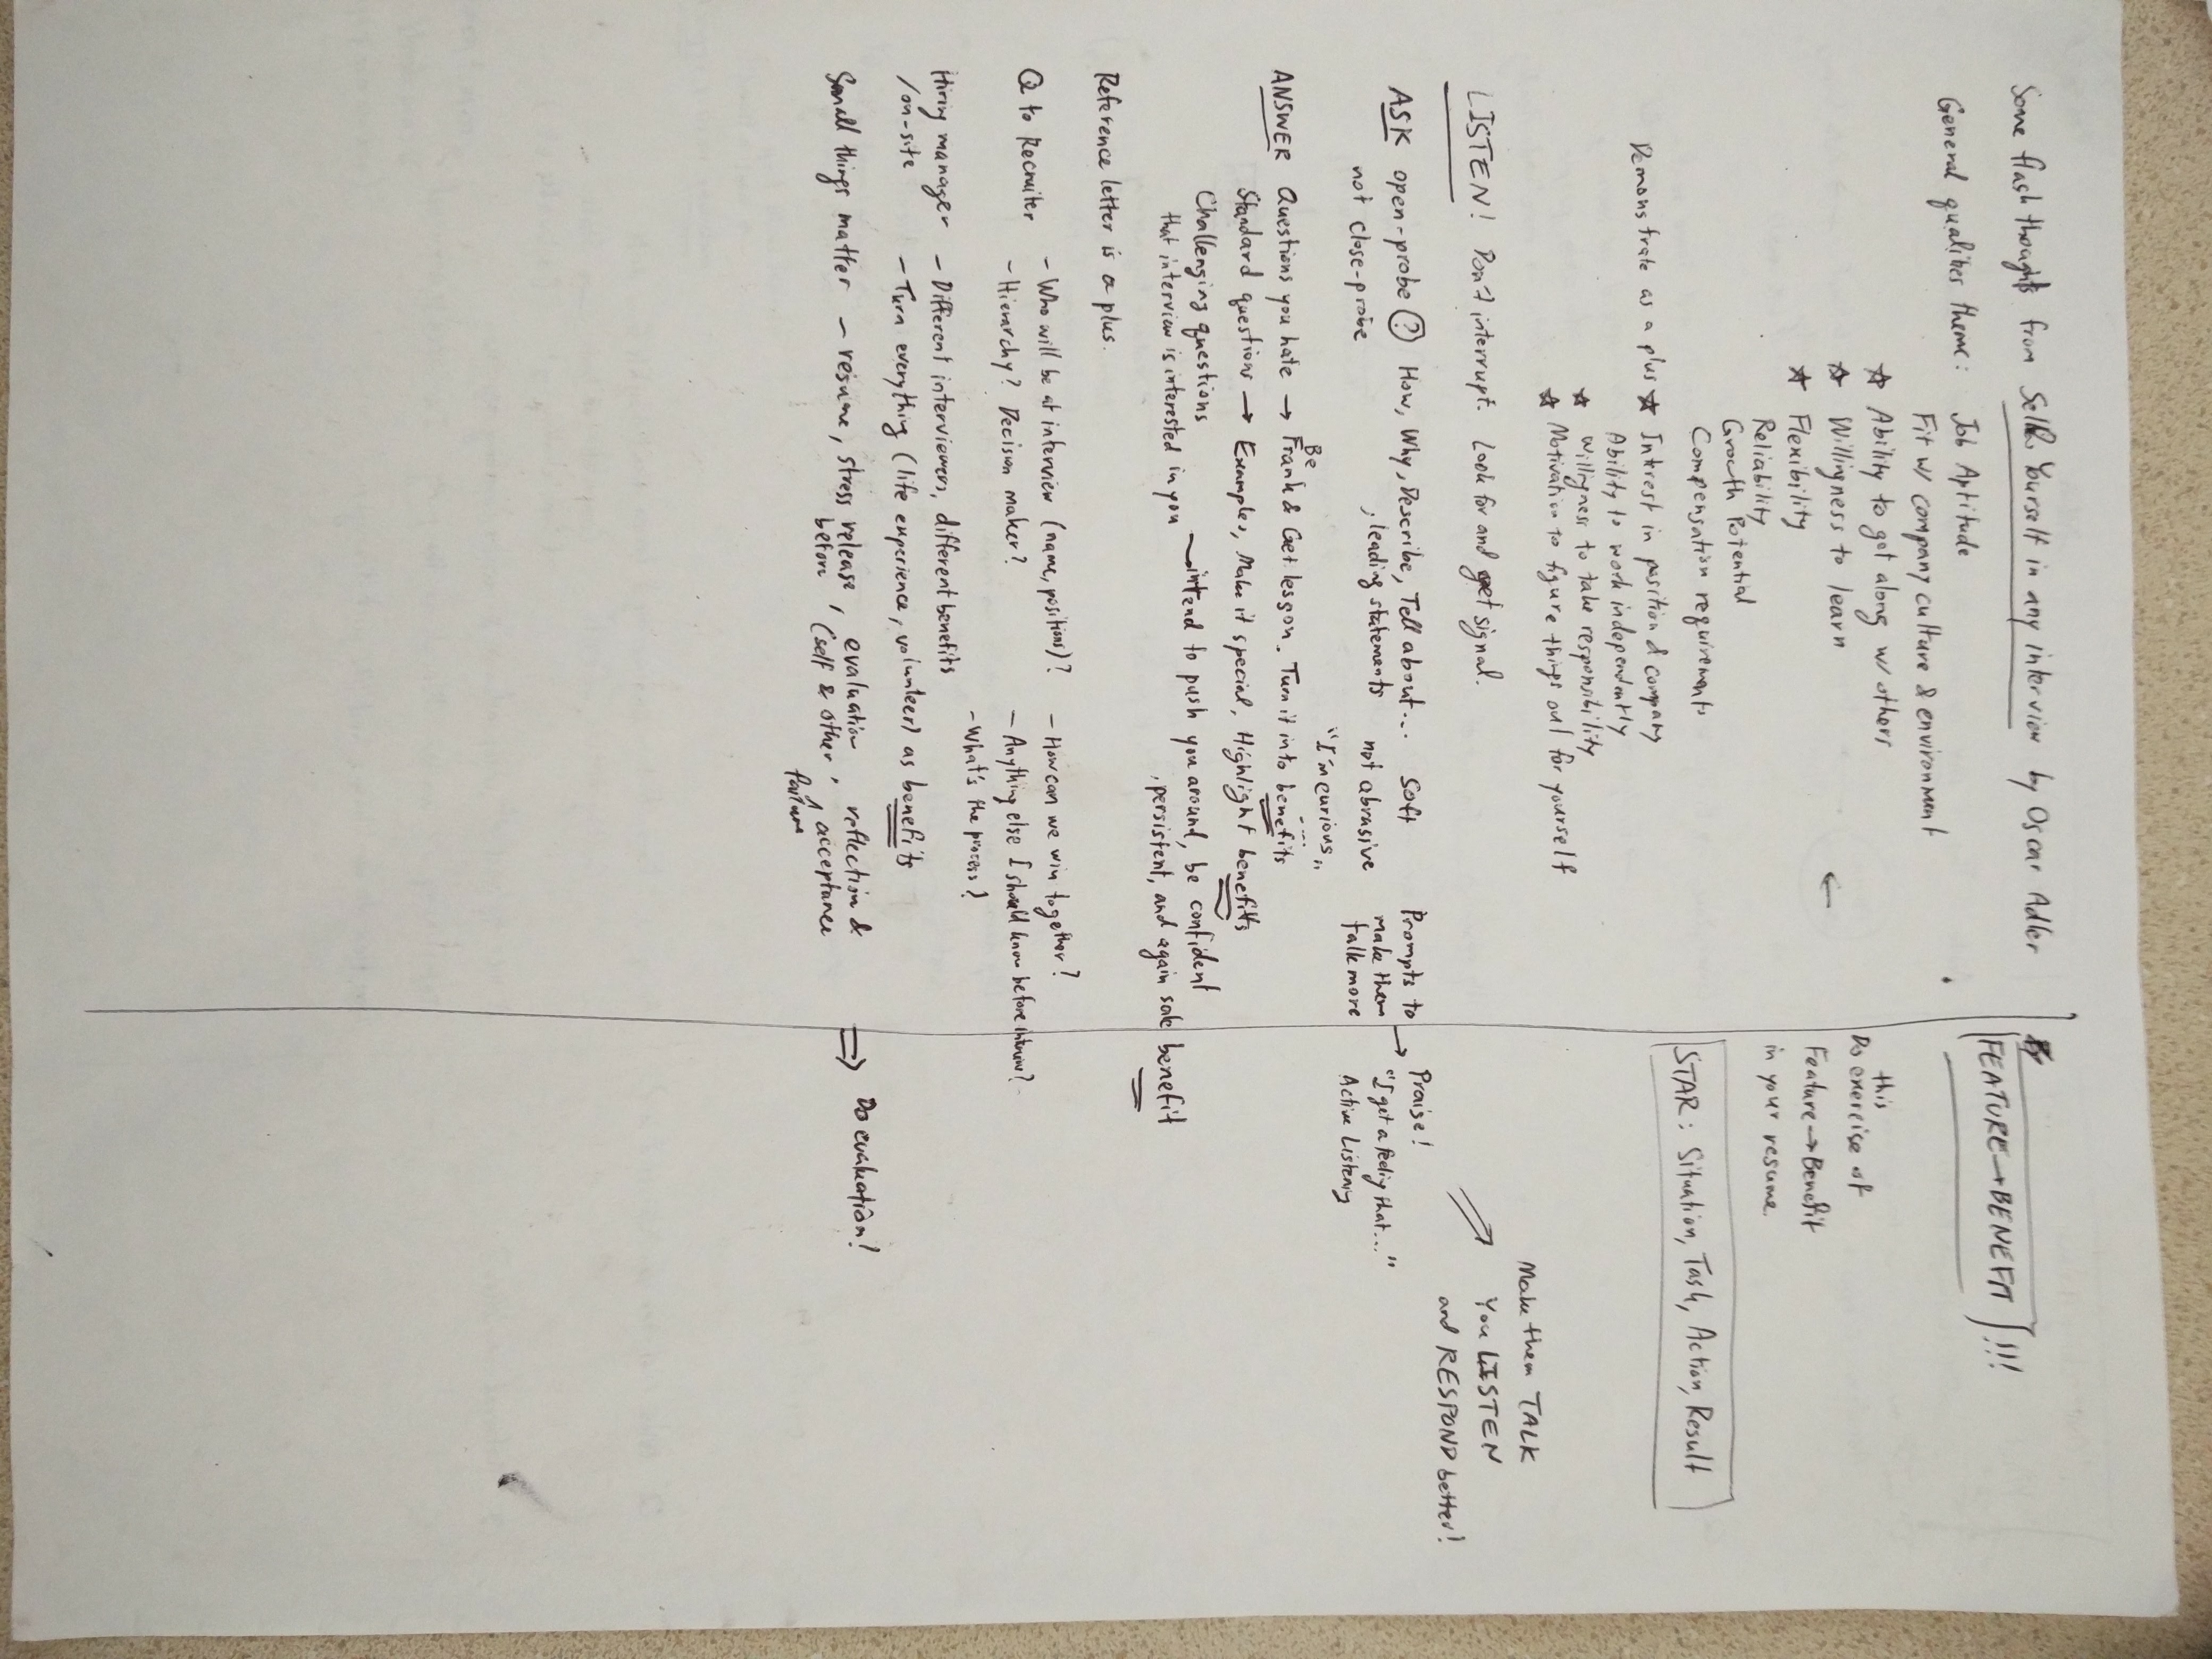 Some flash thoughts from Sell Yourself in any interview by Oscar Adler
General qualities theme: Job Aptitude
Fit w/ company culture & environment
☆ Ability to get along w/ others
☆ Willingness to learn
☆ Flexibility
Reliability
Growth Potential
Compensation requirements
Demonstrate as a plus ☆ Interest in position & company
Ability to work independently
☆ Willigness to take responsibility
☆ Motivation to figure things out for yourself
LISTEN! Don't interrupt. Look for and get signal.
ASK open-probe ? How, Why, Describe, Tell about... Soft Prompts to →
not close-probe , leading statements not abrasive make them
"I'm curious" talk more
...
Be
ANSWER Questions you hate → Frank & Get lesson. Turn it into benefits
Standard questions → Examples, Make it special, Highlight benefits
Challenging questions
that interview is interested in you — intend to push you around, be confident
, persistent, and again sale benefit
Reference letter is a plus.
Q to Recruiter - Who will be at interview (name, positions)? - How can we win together?
- Hierarchy? Decision maker? - Anything else I should know before interview?
- What's the process?
Hiring manager - Different interviewers, different benefits
/on-site - Turn everything (life experience, volunteer) as benefits
Small things matter - resume, stress release, evaluation, reflection &
before (self & other acceptance
failure
FEATURE → BENEFIT !!!
this
Do exercise of
Feature → Benefit
in your resume.
←
STAR: Situation, Task, Action, Result
Make them TALK
You LISTEN
and RESPOND better!
Praise!
"I get a feelig that..."
Active Listenig
⇒ Do evaluation!